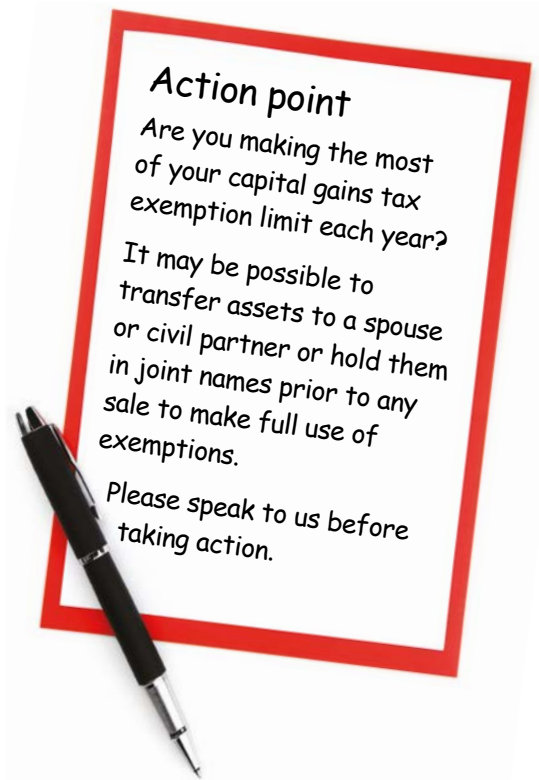 Action point
Are you making the most
of your capital gains tax
exemption limit each year?
It may be possible to
transfer assets to a spouse
or civil partner or hold them
in joint names prior to any
sale to make full use of
exemptions.
Please speak to us before
taking action.